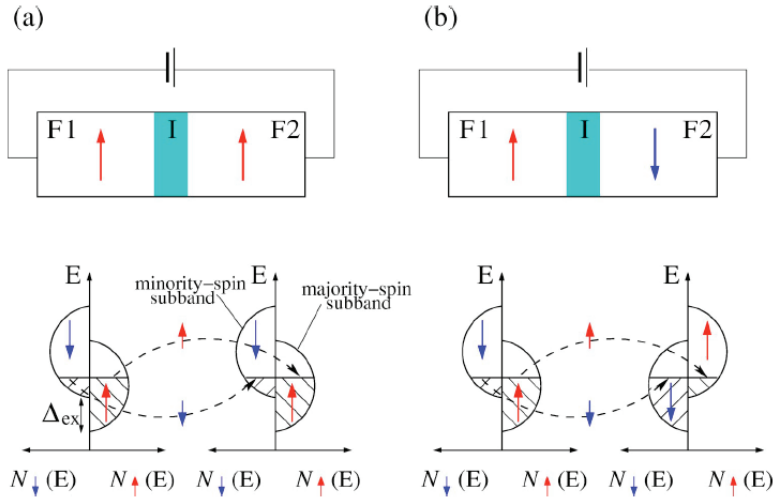 (a)
(b)
F1 I F2
F1 I F2
E
minority-spin
subband
E
majority-spin
subband
E
E
Δex
N↓(E) N↑(E) N↓(E) N↑(E)
N↓(E) N↑(E) N↓(E) N↑(E)